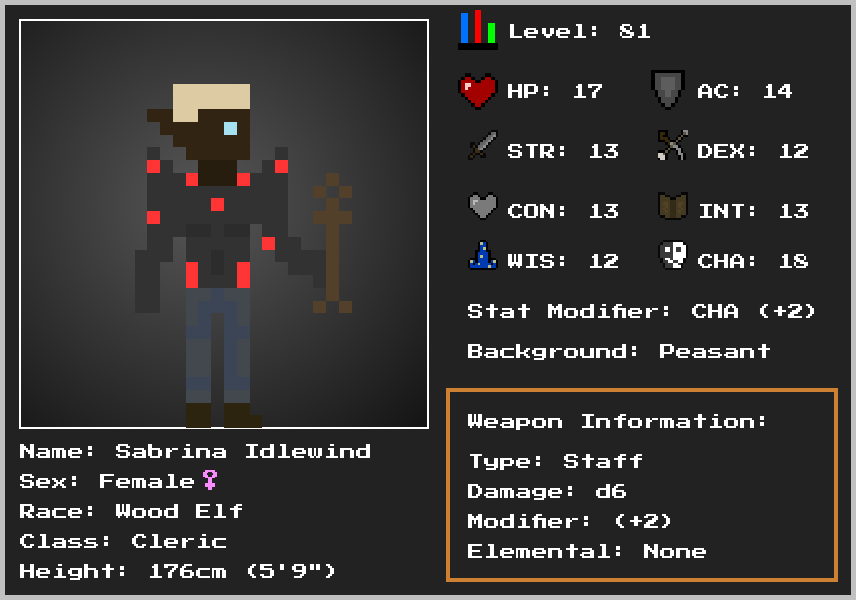 Level: 81
HP: 17 AC: 14
STR: 13 DEX: 12
CON: 13 INT: 13
WIS: 12 CHA: 18
Stat Modifier: CHA (+2)
Background: Peasant
Weapon Information:
Type: Staff
Damage: d6
Modifier: (+2)
Elemental: None
Name: Sabrina Idlewind
Sex: Female♀
Race: Wood Elf
Class: Cleric
Height: 176cm (5'9")